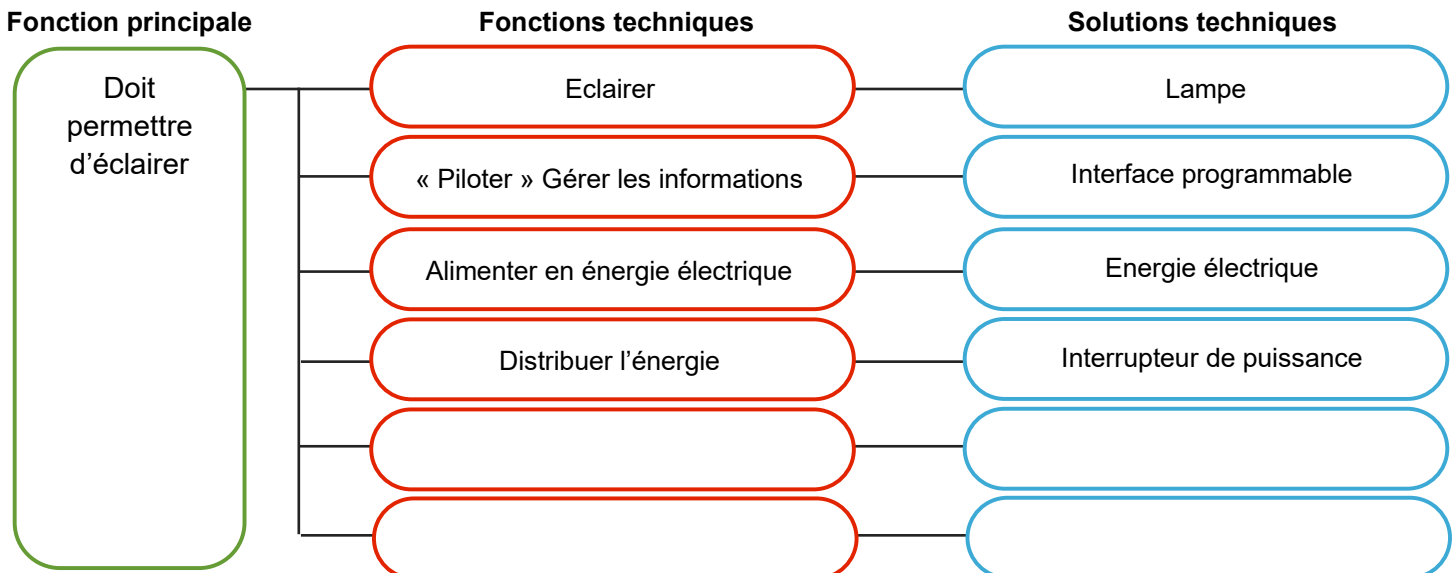 Fonction principale
Fonctions techniques
Solutions techniques
Doit
permettre
d’éclairer
Eclairer
Lampe
« Piloter » Gérer les informations
Interface programmable
Alimenter en énergie électrique
Energie électrique
Distribuer l’énergie
Interrupteur de puissance